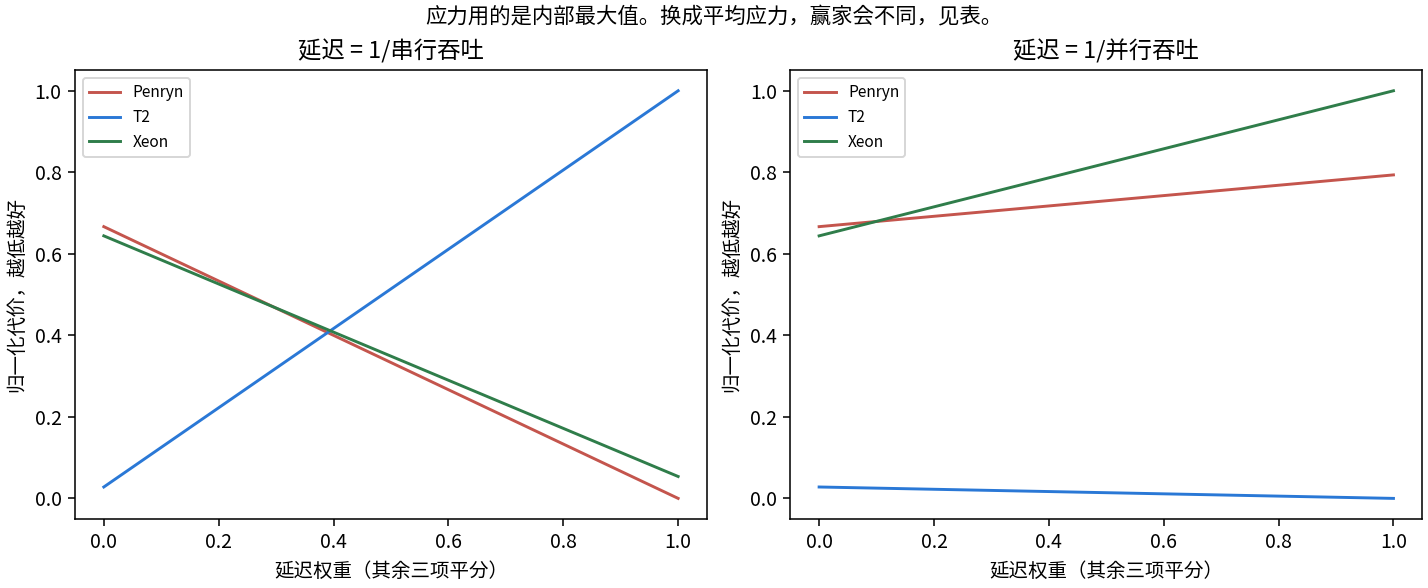 应力用的是内部最大值。换成平均应力，赢家会不同，见表。
延迟 = 1/串行吞吐
归一化代价，越低越好
1.0
0.8
0.6
0.4
0.2
0.0
Penryn
T2
Xeon
0.0 0.2 0.4 0.6 0.8 1.0
延迟权重（其余三项平分）
延迟 = 1/并行吞吐
归一化代价，越低越好
1.0
0.8
0.6
0.4
0.2
0.0
Penryn
T2
Xeon
0.0 0.2 0.4 0.6 0.8 1.0
延迟权重（其余三项平分）